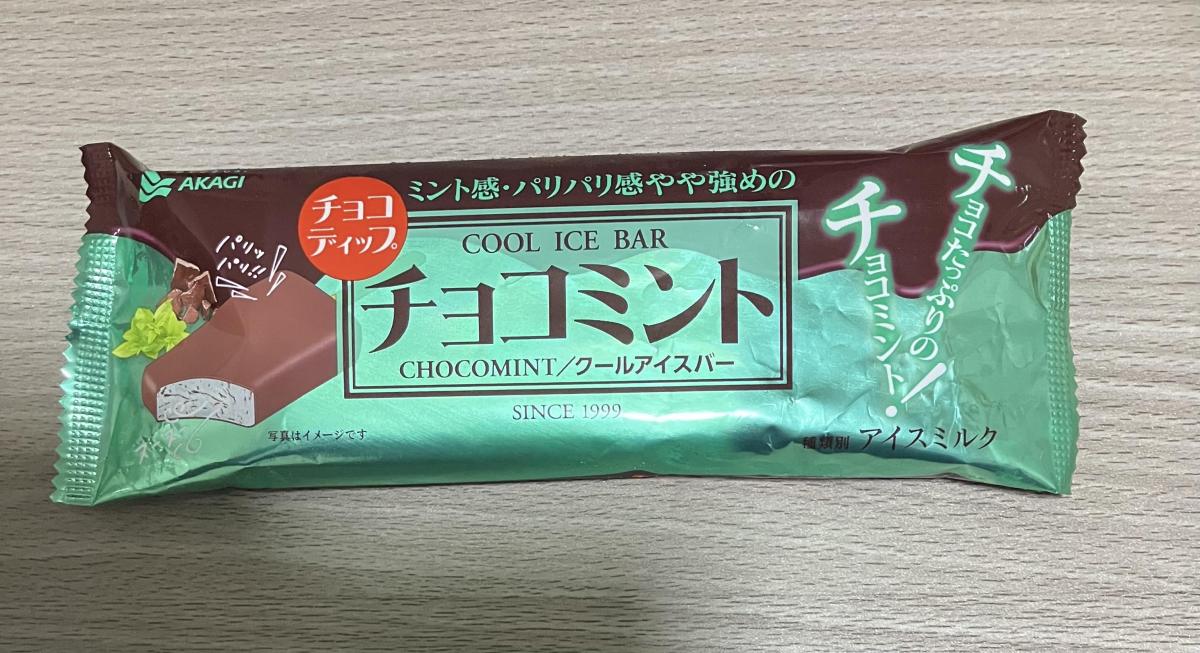 AKAGI
チョコ
ディップ。
ミント感・パリパリ感やや強めの
COOL ICE BAR
チョコミント
CHOCOMINT/クールアイスバー
SINCE 1999
チョコたっぷりの
チョコミント!
パリッ
パリッ
写真はイメージです
種類別 アイスミルク